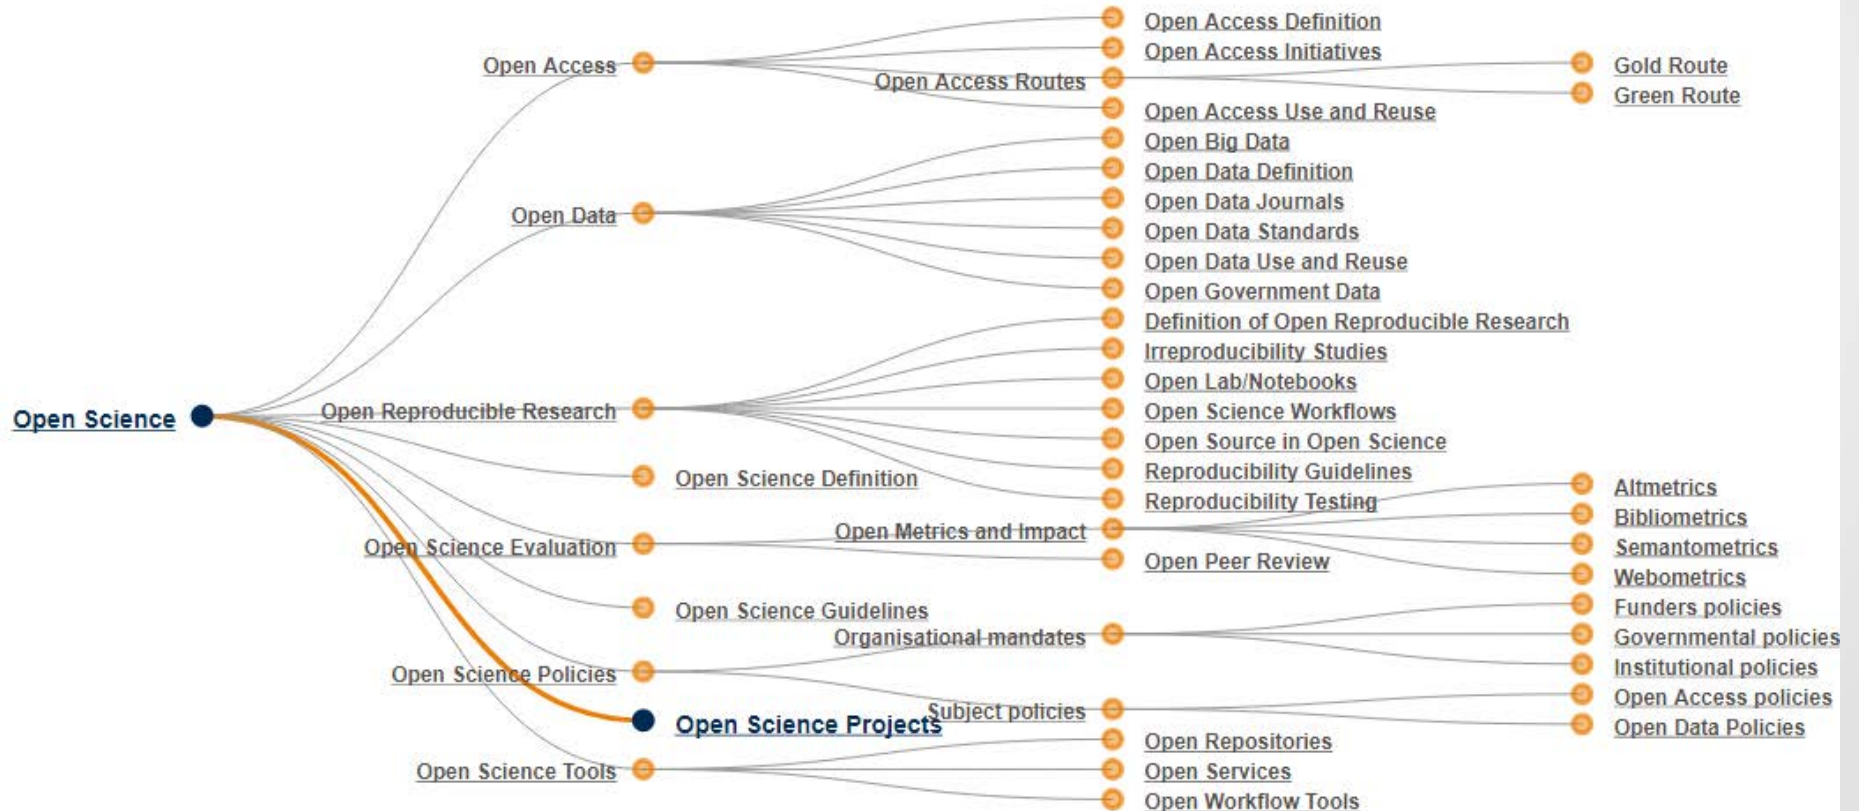 Open Access Definition
Open Access Initiatives
Open Access
Gold Route
Open Access Routes
Green Route
Open Access Use and Reuse
Open Big Data
Open Data Definition
Open Data Journals
Open Data
Open Data Standards
Open Data Use and Reuse
Open Government Data
Definition of Open Reproducible Research
Irreproducibility Studies
Open Lab/Notebooks
Open Science
Open Reproducible Research
Open Science Workflows
Open Source in Open Science
Reproducibility Guidelines
Open Science Definition
Altmetrics
Reproducibility Testing
Bibliometrics
Open Metrics and Impact
Open Science Evaluation
Semantometrics
Open Peer Review
Webometrics
Open Science Guidelines
Funders policies
Organisational mandates
Governmental policies
Institutional policies
Open Science Policies
Open Access policies
Subject policies
Open Science Projects
Open Data Policies
Open Repositories
Open Science Tools
Open Services
Open Workflow Tools